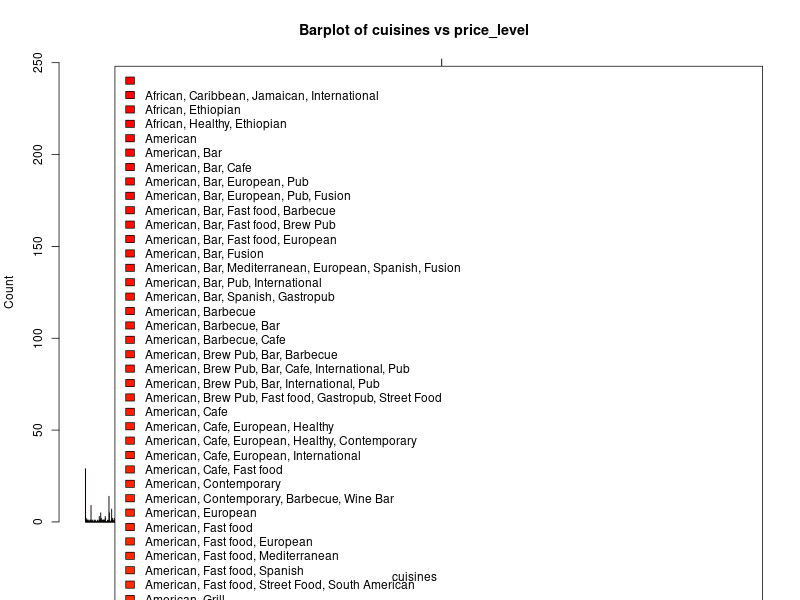 Barplot of cuisines vs price_level
250
200
150
100
50
0
Count
African, Caribbean, Jamaican, International
African, Ethiopian
African, Healthy, Ethiopian
American
American, Bar
American, Bar, Cafe
American, Bar, European, Pub
American, Bar, European, Pub, Fusion
American, Bar, Fast food, Barbecue
American, Bar, Fast food, Brew Pub
American, Bar, Fast food, European
American, Bar, Fusion
American, Bar, Mediterranean, European, Spanish, Fusion
American, Bar, Pub, International
American, Bar, Spanish, Gastropub
American, Barbecue
American, Barbecue, Bar
American, Barbecue, Cafe
American, Brew Pub, Bar, Barbecue
American, Brew Pub, Bar, Cafe, International, Pub
American, Brew Pub, Bar, International, Pub
American, Brew Pub, Fast food, Gastropub, Street Food
American, Cafe
American, Cafe, European, Healthy
American, Cafe, European, Healthy, Contemporary
American, Cafe, European, International
American, Cafe, Fast food
American, Contemporary
American, Contemporary, Barbecue, Wine Bar
American, European
American, Fast food
American, Fast food, European
American, Fast food, Mediterranean
American, Fast food, Spanish
cuisines
American, Fast food, Street Food, South American
American, Grill